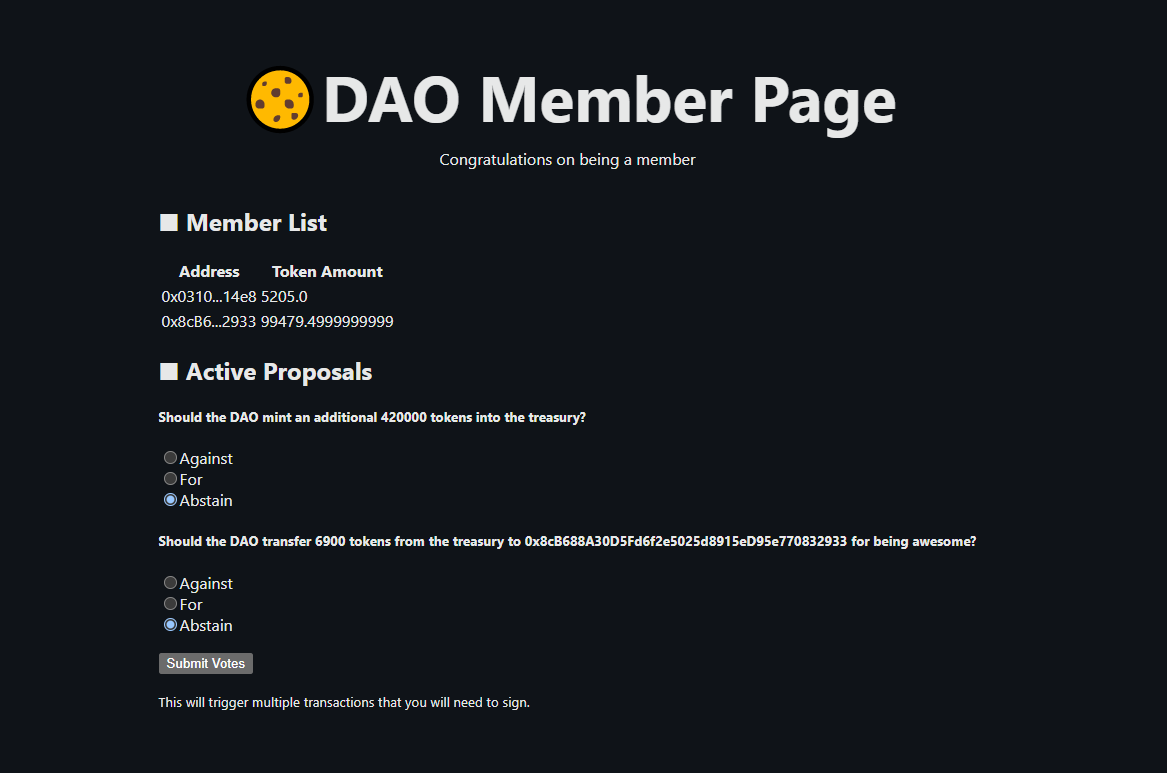 DAO Member Page
Congratulations on being a member
Member List
Address Token Amount
0x0310...14e8 5205.0
0x8cB6...2933 99479.4999999999
Active Proposals
Should the DAO mint an additional 420000 tokens into the treasury?
Against
For
Abstain
Should the DAO transfer 6900 tokens from the treasury to 0x8cB688A30D5Fd6f2e5025d8915eD95e770832933 for being awesome?
Against
For
Abstain
Submit Votes
This will trigger multiple transactions that you will need to sign.